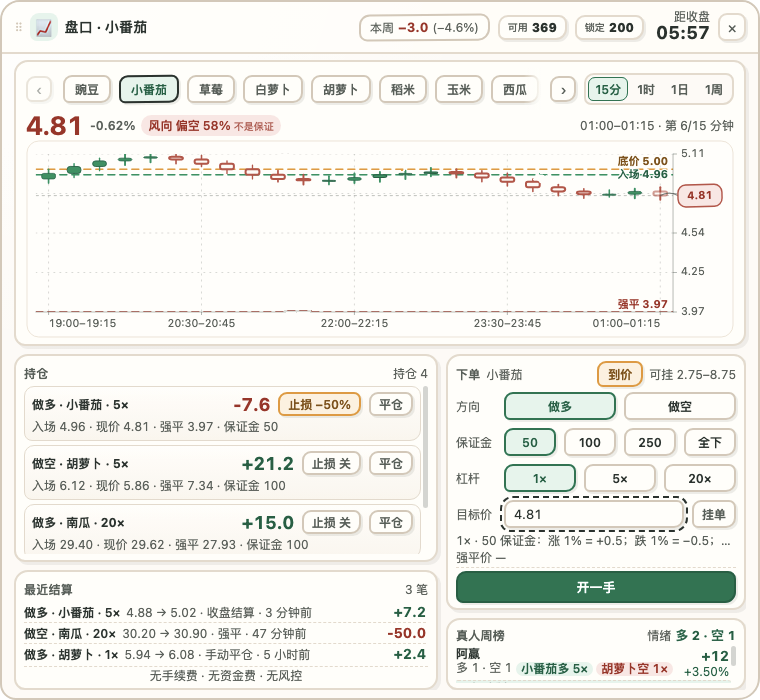 盘口 · 小番茄
本周 −3.0 (−4.6%)
可用 369
锁定 200
距收盘
05:57
×
‹ 豌豆 小番茄 草莓 白萝卜 胡萝卜 稻米 玉米 西瓜 ›
15分 1时 1日 1周
4.81 -0.62% 风向 偏空 58% 不是保证
01:00–01:15 · 第 6/15 分钟
底价 5.00
入场 4.96
强平 3.97
5.11
4.81
4.54
4.25
3.97
19:00–19:15 20:30–20:45 22:00–22:15 23:30–23:45 01:00–01:15
持仓 持仓 4
做多 · 小番茄 · 5× -7.6 止损 −50% 平仓
入场 4.96 · 现价 4.81 · 强平 3.97 · 保证金 50
做空 · 胡萝卜 · 5× +21.2 止损 关 平仓
入场 6.12 · 现价 5.86 · 强平 7.34 · 保证金 100
做多 · 南瓜 · 20× +15.0 止损 关 平仓
入场 29.40 · 现价 29.62 · 强平 27.93 · 保证金 100
最近结算 3 笔
做多 · 小番茄 · 5× 4.88 → 5.02 · 收盘结算 · 3 分钟前 +7.2
做空 · 南瓜 · 20× 30.20 → 30.90 · 强平 · 47 分钟前 -50.0
做多 · 胡萝卜 · 1× 5.94 → 6.08 · 手动平仓 · 5 小时前 +2.4
无手续费 · 无资金费 · 无风控
下单 小番茄 到价 可挂 2.75–8.75
方向 做多 做空
保证金 50 100 250 全下
杠杆 1× 5× 20×
目标价 4.81 挂单
1× · 50 保证金：涨 1% = +0.5；跌 1% = −0.5；…
强平价 —
开一手
真人周榜 情绪 多 2 · 空 1
阿赢 +12
多 1 · 空 1 小番茄多 5× 胡萝卜空 1× +3.50%